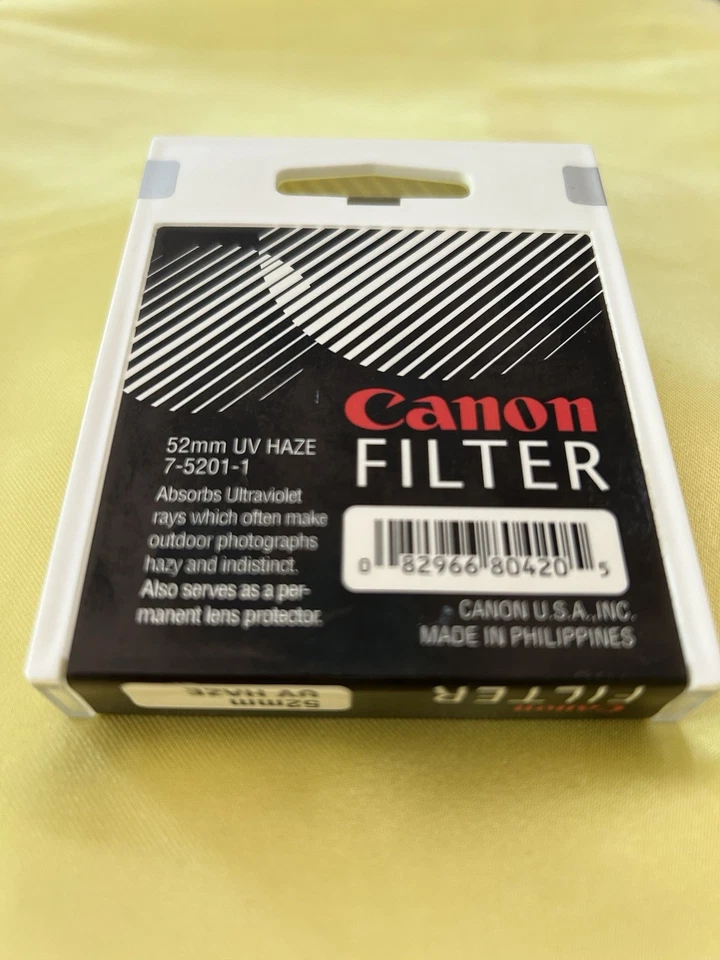 Canon
FILTER
52mm UV HAZE
7-5201-1
Absorbs Ultraviolet
rays which often make
outdoor photographs
hazy and indistinct.
Also serves as a per-
manent lens protector.
0 82966 80420 5
CANON U.S.A., INC.
MADE IN PHILIPPINES
52mm
UV HAZE
Canon
FILTER